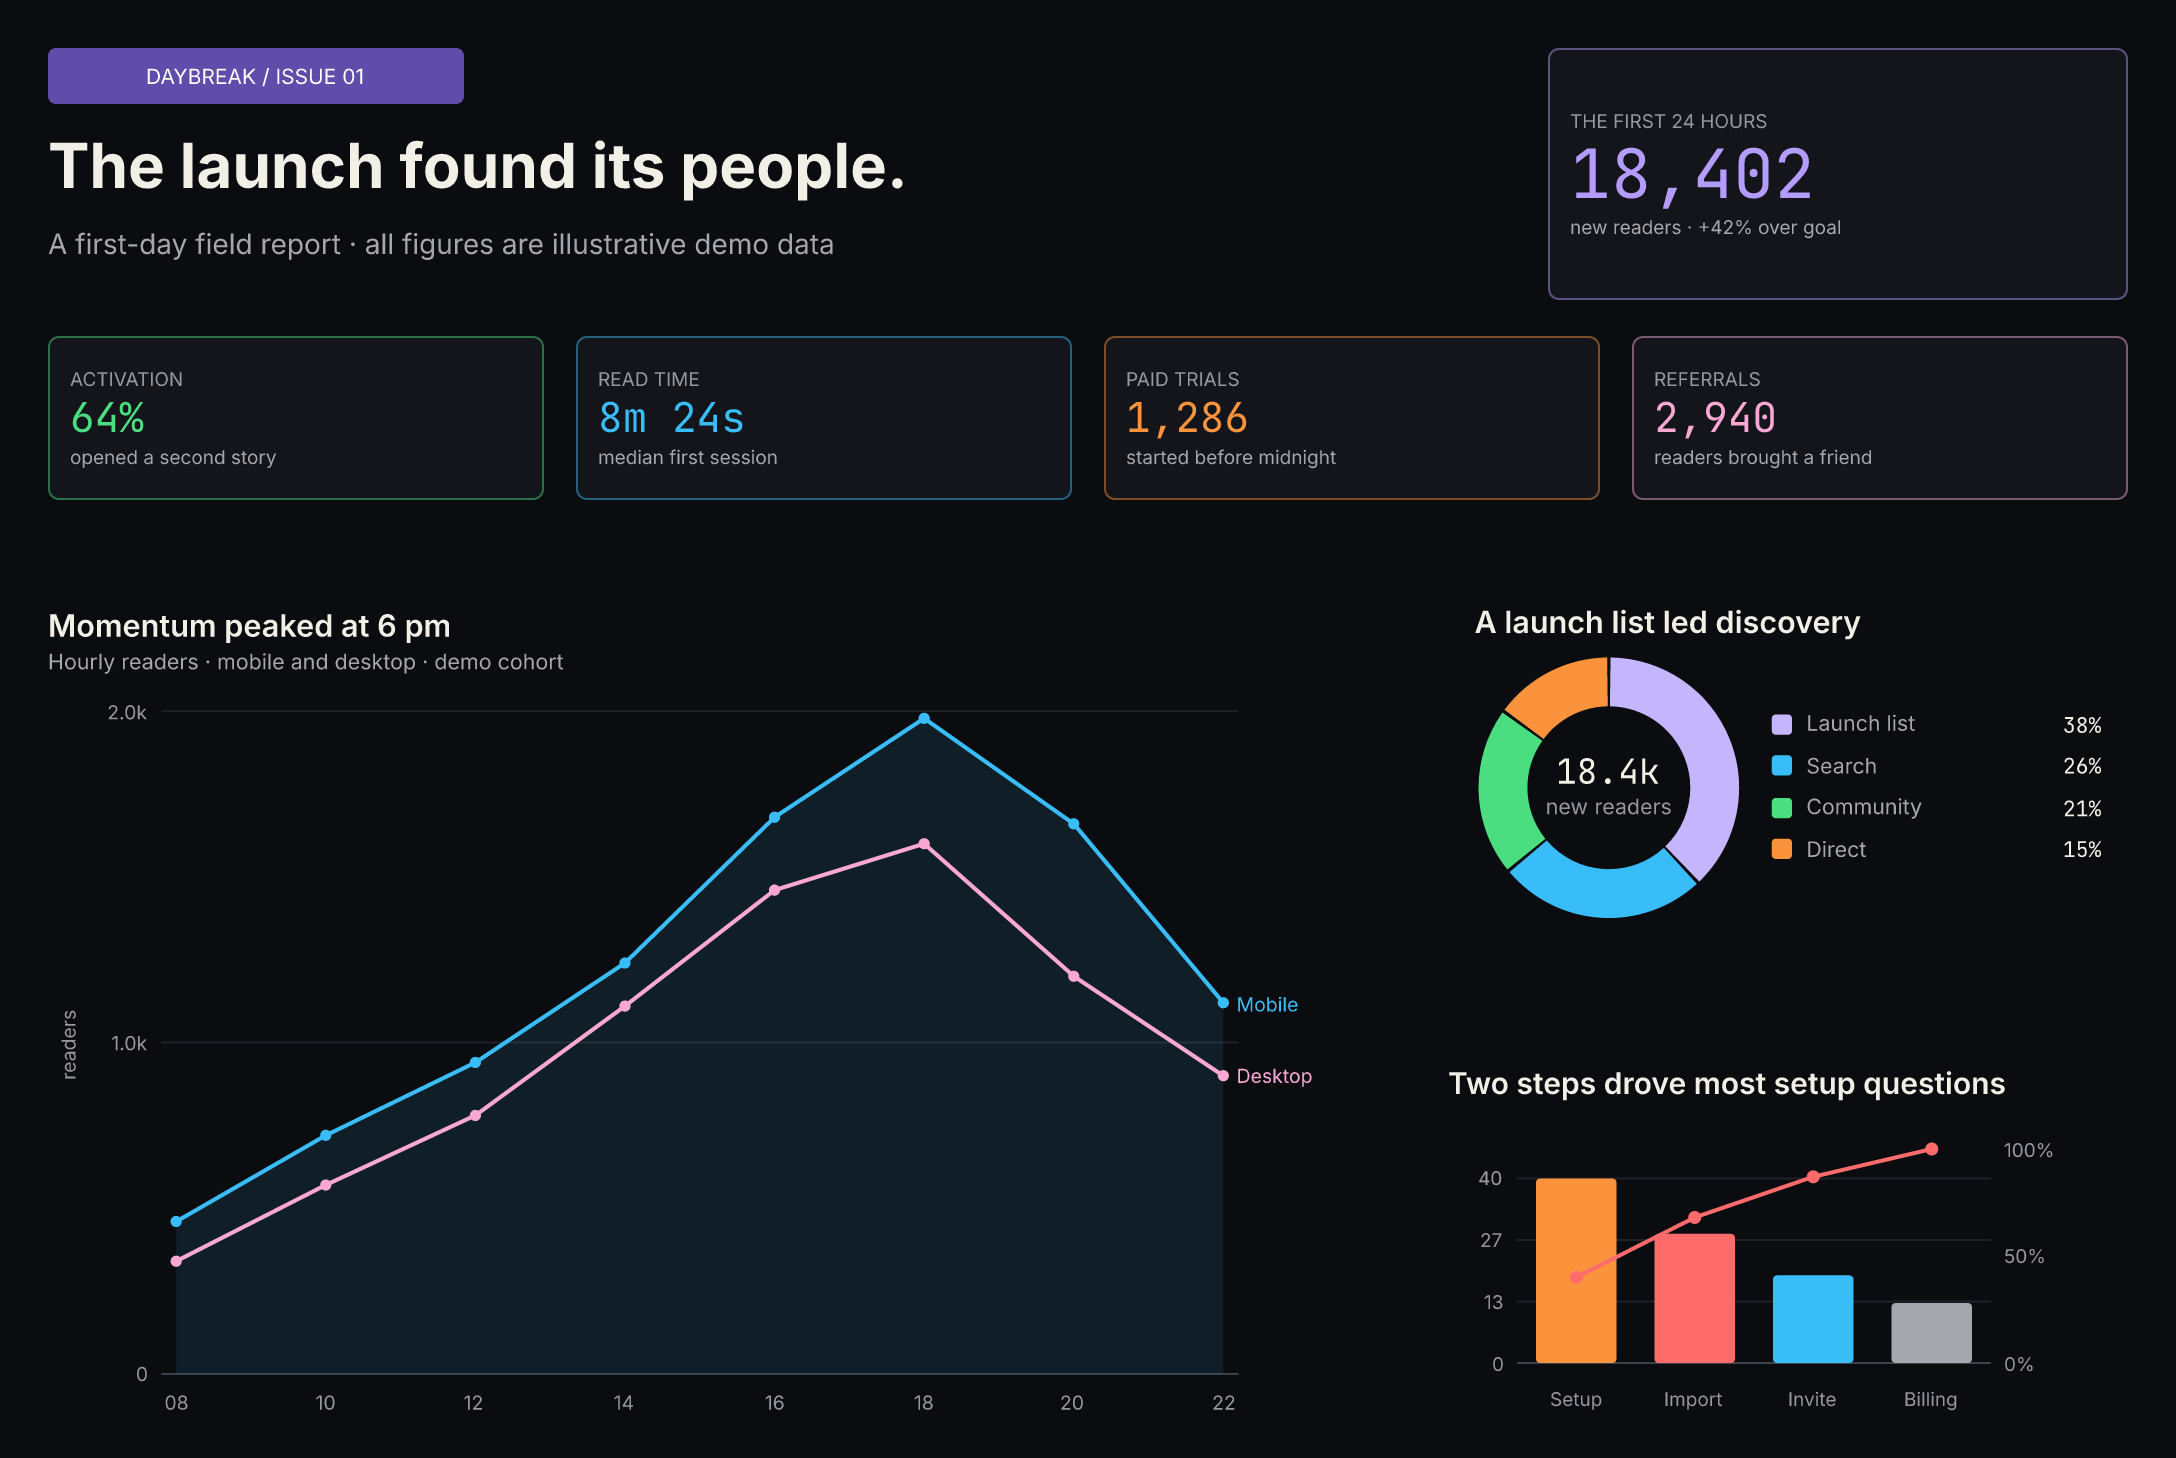 DAYBREAK / ISSUE 01
The launch found its people.
A first-day field report · all figures are illustrative demo data
THE FIRST 24 HOURS
18,402
new readers · +42% over goal
ACTIVATION
64%
opened a second story
READ TIME
8m 24s
median first session
PAID TRIALS
1,286
started before midnight
REFERRALS
2,940
readers brought a friend
Momentum peaked at 6 pm
Hourly readers · mobile and desktop · demo cohort
2.0k
1.0k
0
readers
08 10 12 14 16 18 20 22
Mobile
Desktop
A launch list led discovery
18.4k
new readers
Launch list 38%
Search 26%
Community 21%
Direct 15%
Two steps drove most setup questions
40
27
13
0
100%
50%
0%
Setup Import Invite Billing